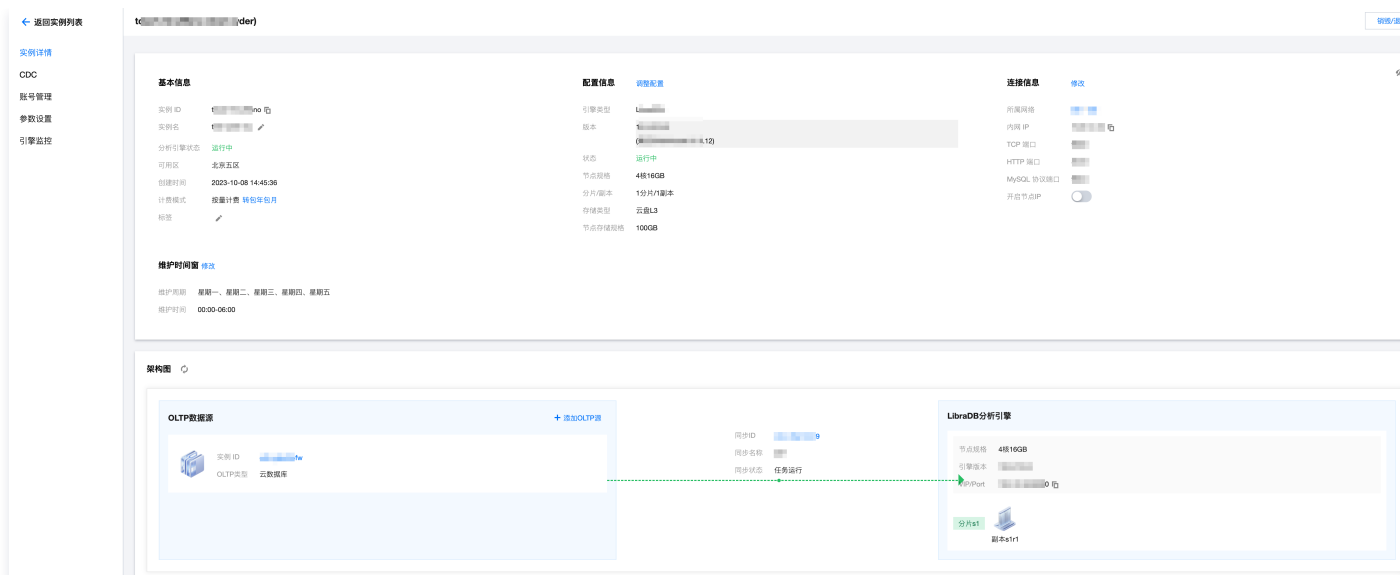 返回实例列表
der)
销毁/退
实例详情
CDC
账号管理
参数设置
引擎监控
基本信息
实例 ID no
实例名
分析引擎状态 运行中
可用区 北京五区
创建时间 2023-10-08 14:45:36
计费模式 按量计费 转包年包月
标签
配置信息 调整配置
引擎类型
版本
.12)
状态 运行中
节点规格 4核16GB
分片/副本 1分片/1副本
存储类型 云盘L3
节点存储规格 100GB
连接信息 修改
所属网络
内网 IP
TCP 端口
HTTP 端口
MySQL 协议端口
开启节点IP
维护时间窗 修改
维护周期 星期一、星期二、星期三、星期四、星期五
维护时间 00:00-06:00
架构图
OLTP数据源 + 添加OLTP源
实例 ID fw
OLTP类型 云数据库
同步ID 9
同步名称
同步状态 任务运行
LibraDB分析引擎
节点规格 4核16GB
引擎版本
VIP/Port 0
分片s1
副本s1r1